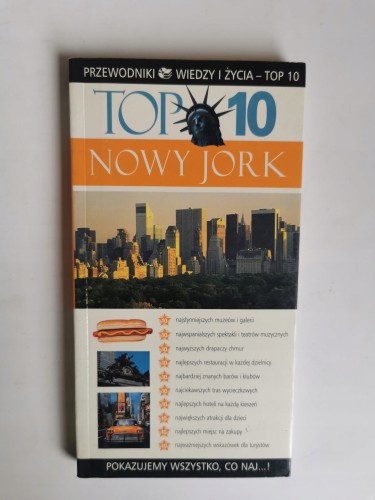 PRZEWODNIKI WIEDZY I ŻYCIA – TOP 10
TOP 10
NOWY JORK
najsłynniejszych muzeów i galerii
najwspanialszych spektakli i teatrów muzycznych
najwyższych drapaczy chmur
najlepszych restauracji w każdej dzielnicy
najbardziej znanych barów i klubów
najciekawszych tras wycieczkowych
najlepszych hoteli na każdą kieszeń
największych atrakcji dla dzieci
najlepszych miejsc na zakupy
najważniejszych wskazówek dla turystów
POKAZUJEMY WSZYSTKO, CO NAJ...!